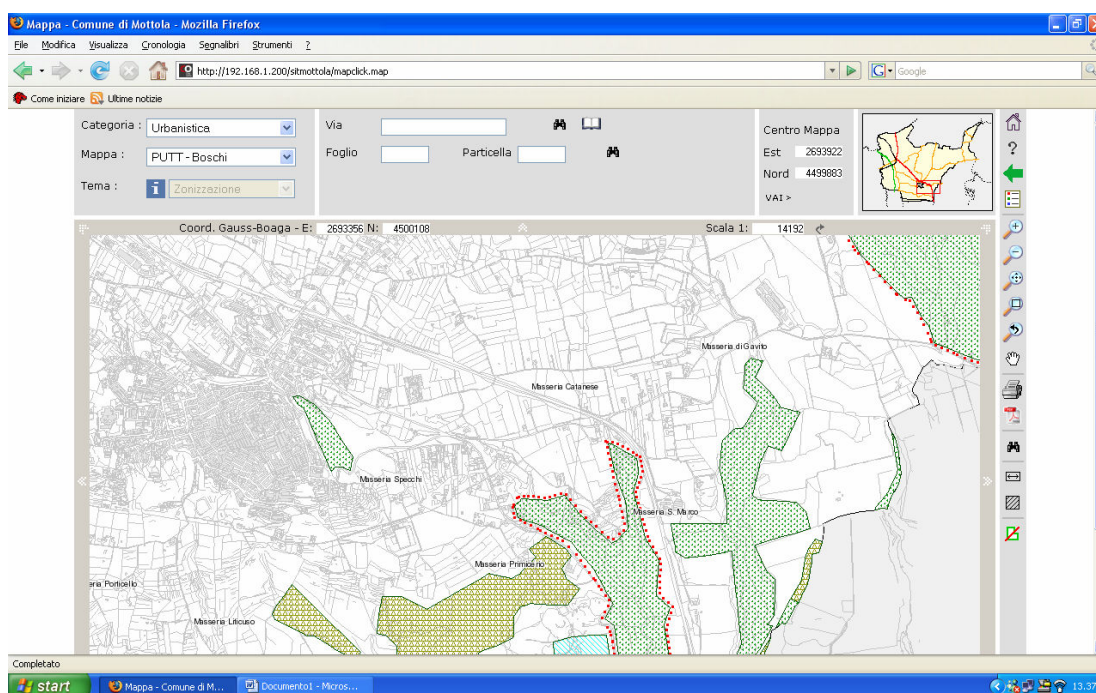 Mappa - Comune di Mottola - Mozilla Firefox
File Modifica Visualizza Cronologia Segnalibri Strumenti ?
http://192.168.1.200/sitmottola/mapclick.map
G Google
Come iniziare Ultime notizie
Categoria : Urbanistica
Via
Centro Mappa
Mappa : PUTT - Boschi
Foglio
Particella
Est 2693922
Nord 4499883
Tema : i Zonizzazione
VAI >
Coord. Gauss-Boaga - E: 2693356 N: 4500108
Scala 1: 14192
Masseria di Gavito
Masseria Catanese
Masseria Specchi
Masseria S. Marco
Masseria Primicerio
eria Porticello
Masseria Liticuso
Completato
start
Mappa - Comune di M...
Documento1 - Micros...
13.37